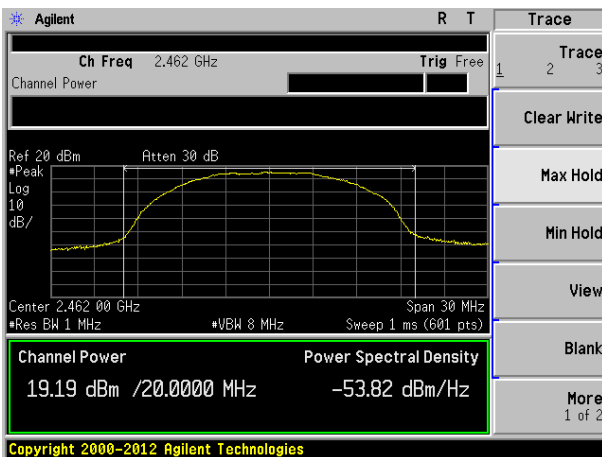 Agilent R T Trace
Ch Freq 2.462 GHz Trig Free
Channel Power
Trace
1 2 3
Clear Write
Ref 20 dBm Atten 30 dB
#Peak
Log
10
dB/
Max Hold
Min Hold
View
Center 2.462 00 GHz Span 30 MHz
#Res BW 1 MHz #VBW 8 MHz Sweep 1 ms (601 pts)
Channel Power Power Spectral Density
19.19 dBm /20.0000 MHz -53.82 dBm/Hz
Blank
More
1 of 2
Copyright 2000-2012 Agilent Technologies